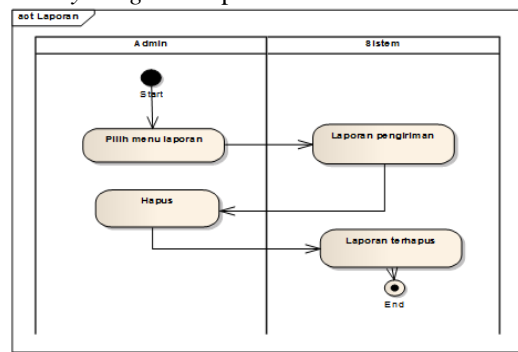 act Laporan
Admin
Sistem
Start
Pilih menu laporan
Laporan pengiriman
Hapus
Laporan terhapus
End